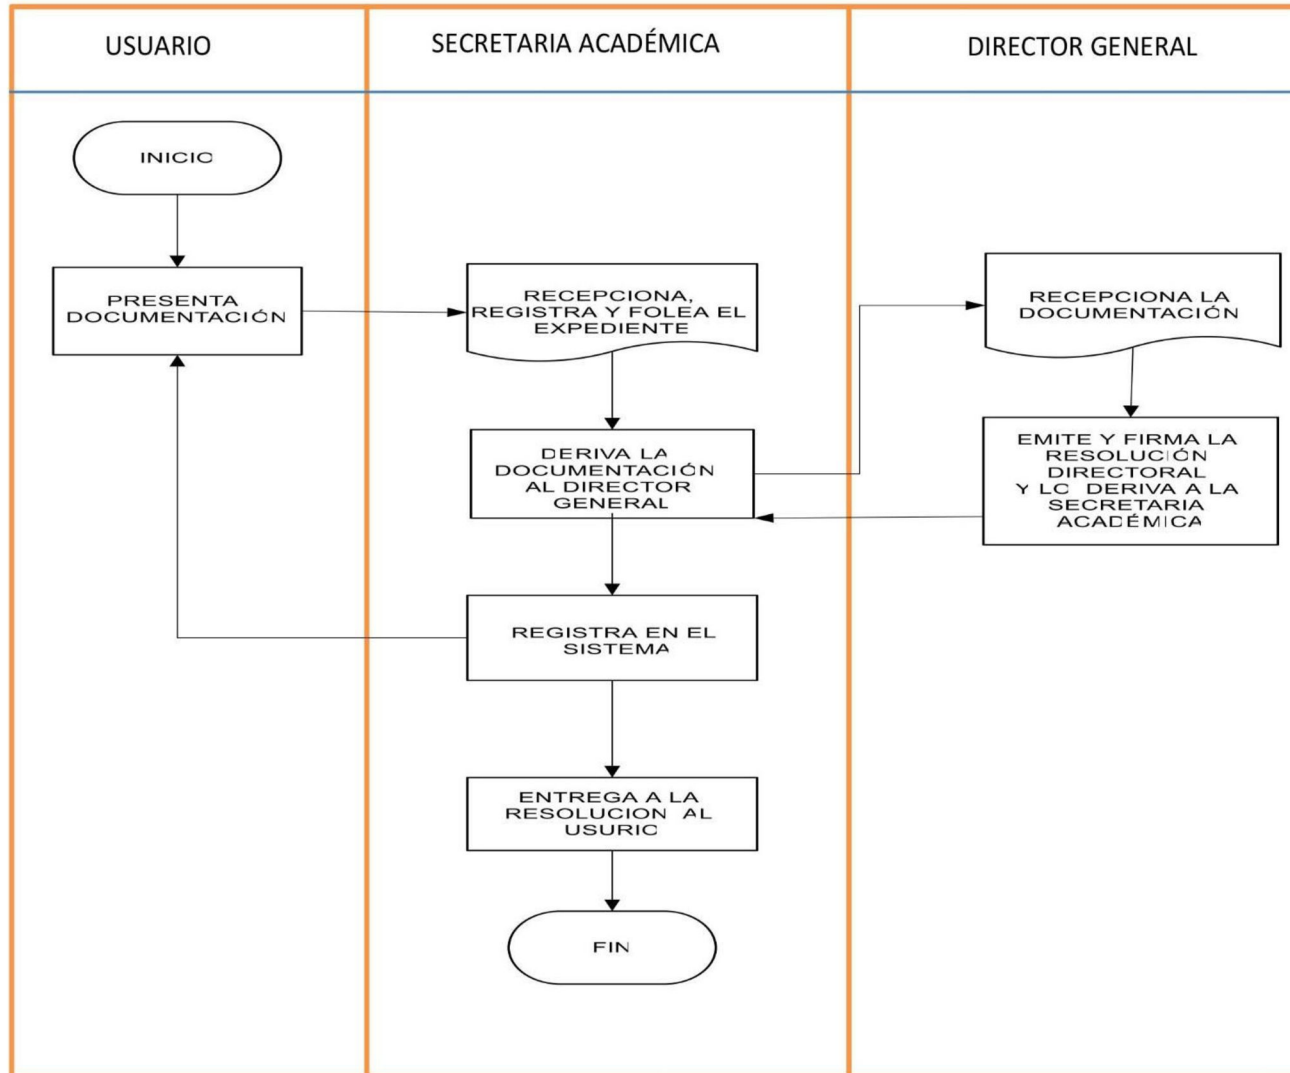 USUARIO
SECRETARIA ACADÉMICA
DIRECTOR GENERAL
INICIO
PRESENTA
DOCUMENTACIÓN
RECEPCIONA,
REGISTRA Y FOLEA EL
EXPEDIENTE
RECEPCIONA LA
DOCUMENTACIÓN
DERIVA LA
DOCUMENTACIÓN
AL DIRECTOR
GENERAL
EMITE Y FIRMA LA
RESOLUCIÓN
DIRECTORAL
Y LO DERIVA A LA
SECRETARIA
ACADÉMICA
REGISTRA EN EL
SISTEMA
ENTREGA A LA
RESOLUCION AL
USURIO
FIN